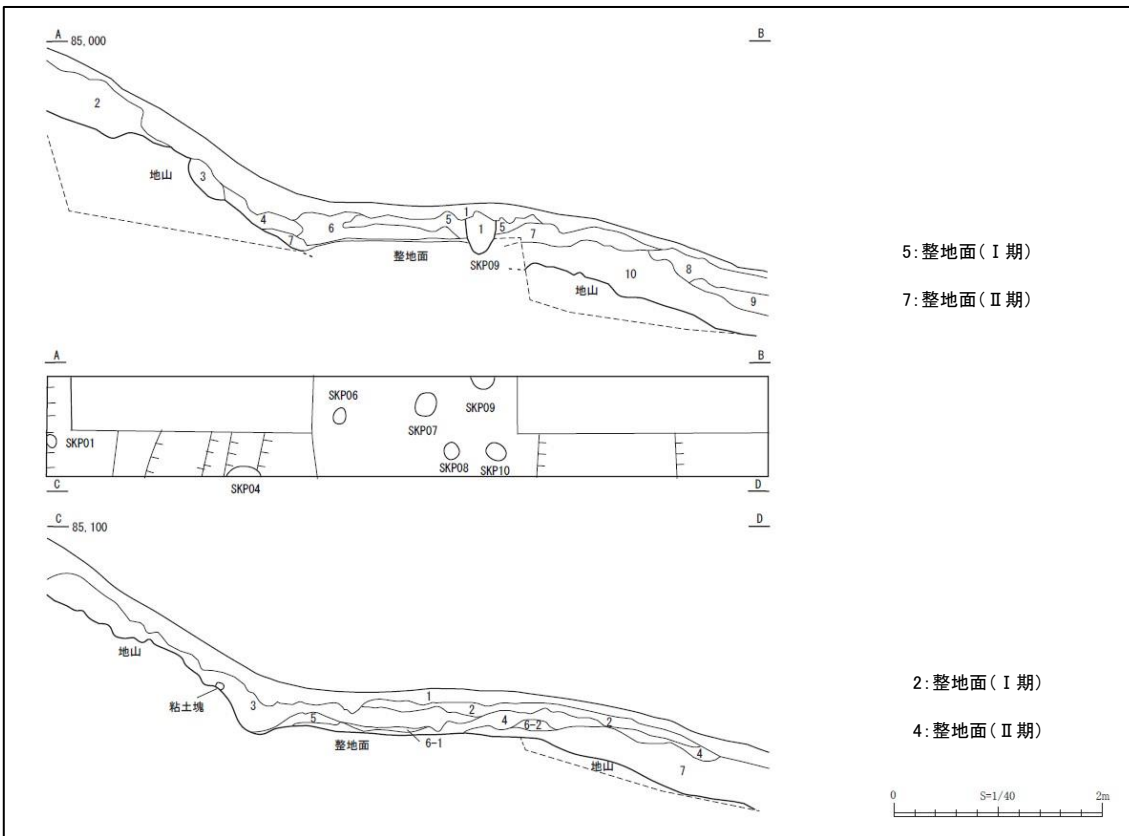 A 85,000 B
2
地山
3
4
7
6
5
1
1
5
7
整地面
SKP09
10
8
9
地山
5:整地面(Ⅰ期)
7:整地面(Ⅱ期)
A B
SKP01
SKP04
SKP06
SKP07
SKP09
SKP08
SKP10
C D
C 85,100 D
地山
粘土塊
3
1
2
5
4
6-2
2
整地面
6-1
4
地山
7
2:整地面(Ⅰ期)
4:整地面(Ⅱ期)
0 S=1/40 2m